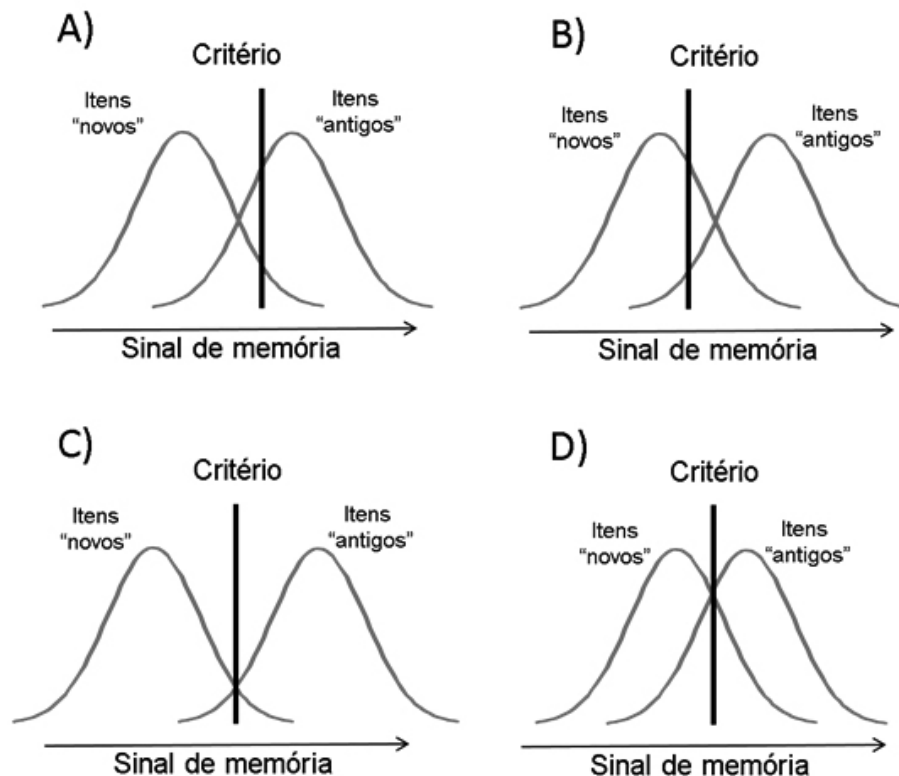 A)
Critério
Itens
“novos”
Itens
“antigos”
Sinal de memória
B)
Critério
Itens
“novos”
Itens
“antigos”
Sinal de memória
C)
Critério
Itens
“novos”
Itens
“antigos”
Sinal de memória
D)
Critério
Itens
“novos”
Itens
“antigos”
Sinal de memória